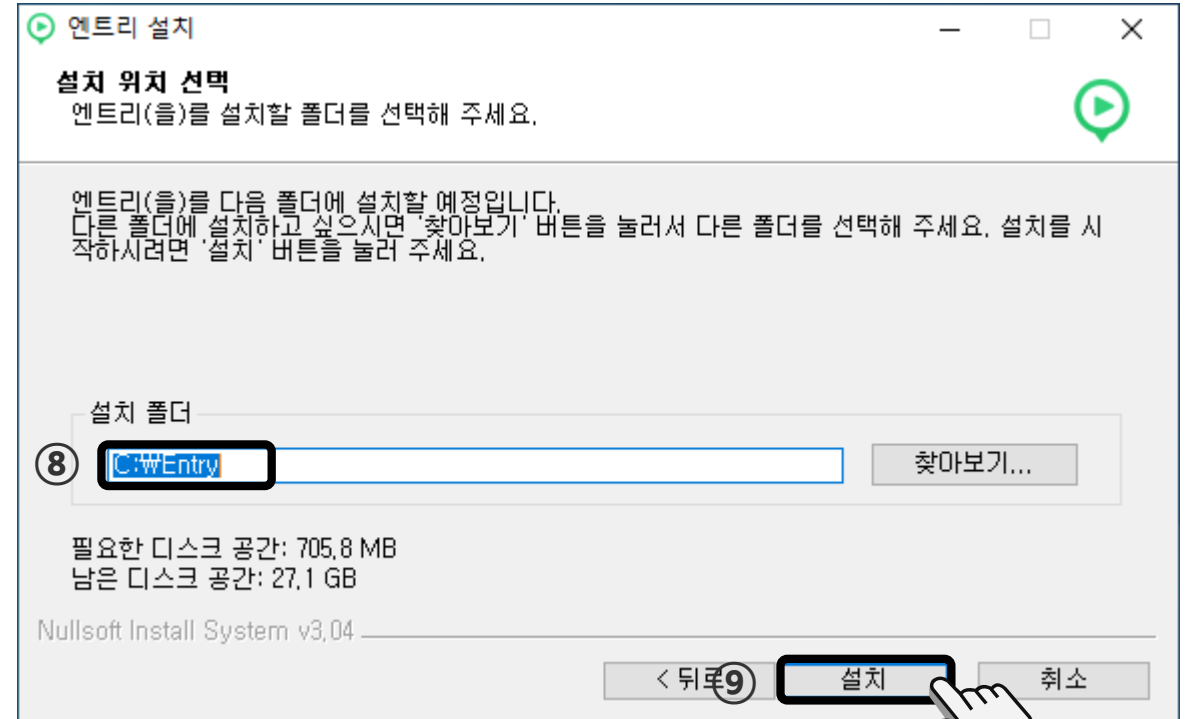 엔트리 설치
설치 위치 선택
엔트리(을)를 설치할 폴더를 선택해 주세요.
엔트리(을)를 다음 폴더에 설치할 예정입니다.
다른 폴더에 설치하고 싶으시면 '찾아보기' 버튼을 눌러서 다른 폴더를 선택해 주세요. 설치를 시
작하시려면 '설치' 버튼을 눌러 주세요.
설치 폴더
⑧ C:₩Entry 찾아보기...
필요한 디스크 공간: 705.8 MB
남은 디스크 공간: 27.1 GB
Nullsoft Install System v3.04
< 뒤로 ⑨ 설치 취소